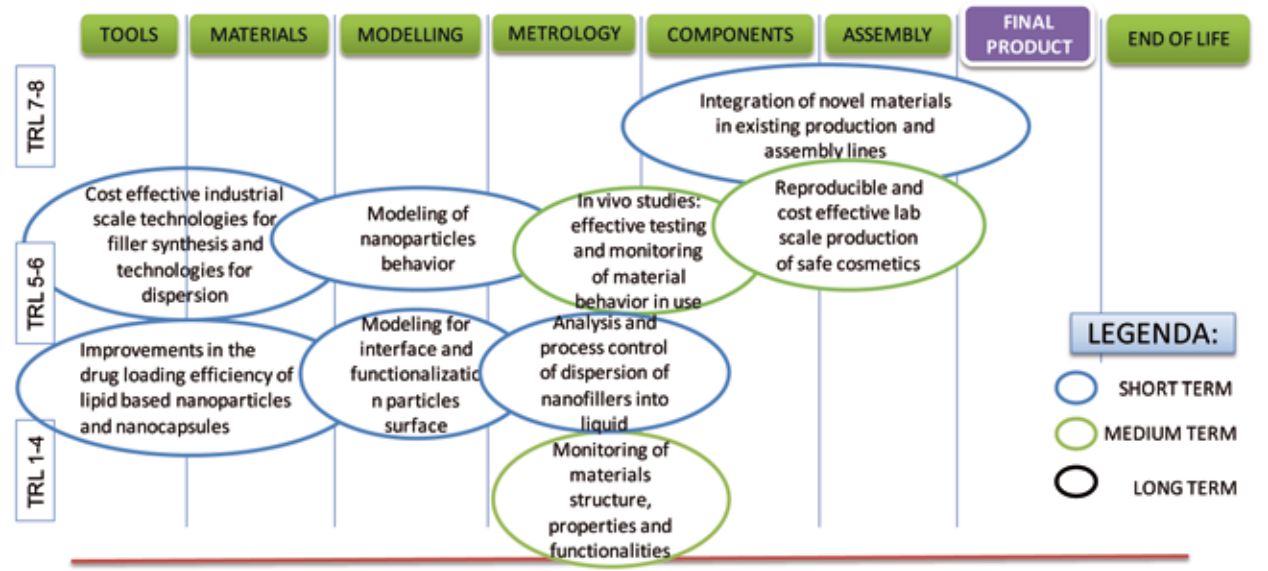 TOOLS
MATERIALS
MODELLING
METROLOGY
COMPONENTS
ASSEMBLY
FINAL
PRODUCT
END OF LIFE
TRL 7-8
Integration of novel materials
in existing production and
assembly lines
Cost effective industrial
scale technologies for
filler synthesis and
technologies for
dispersion
Modeling of
nanoparticles
behavior
In vivo studies:
effective testing
and monitoring
of material
behavior in use
Reproducible and
cost effective lab
scale production
of safe cosmetics
TRL 5-6
Improvements in the
drug loading efficiency of
lipid based nanoparticles
and nanocapsules
Modeling for
interface and
functionalizatio
n particles
surface
Analysis and
process control
of dispersion of
nanofillers into
liquid
TRL 1-4
Monitoring of
materials
structure,
properties and
functionalities
LEGENDA:
SHORT TERM
MEDIUM TERM
LONG TERM